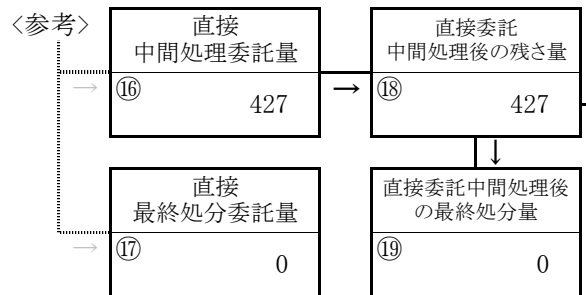 〈参考〉
直接
中間処理委託量
⑯
427
→
→
直接委託
中間処理後の残さ量
⑱
427
↓
直接
最終処分委託量
→
⑰
0
直接委託中間処理後
の最終処分量
⑲
0